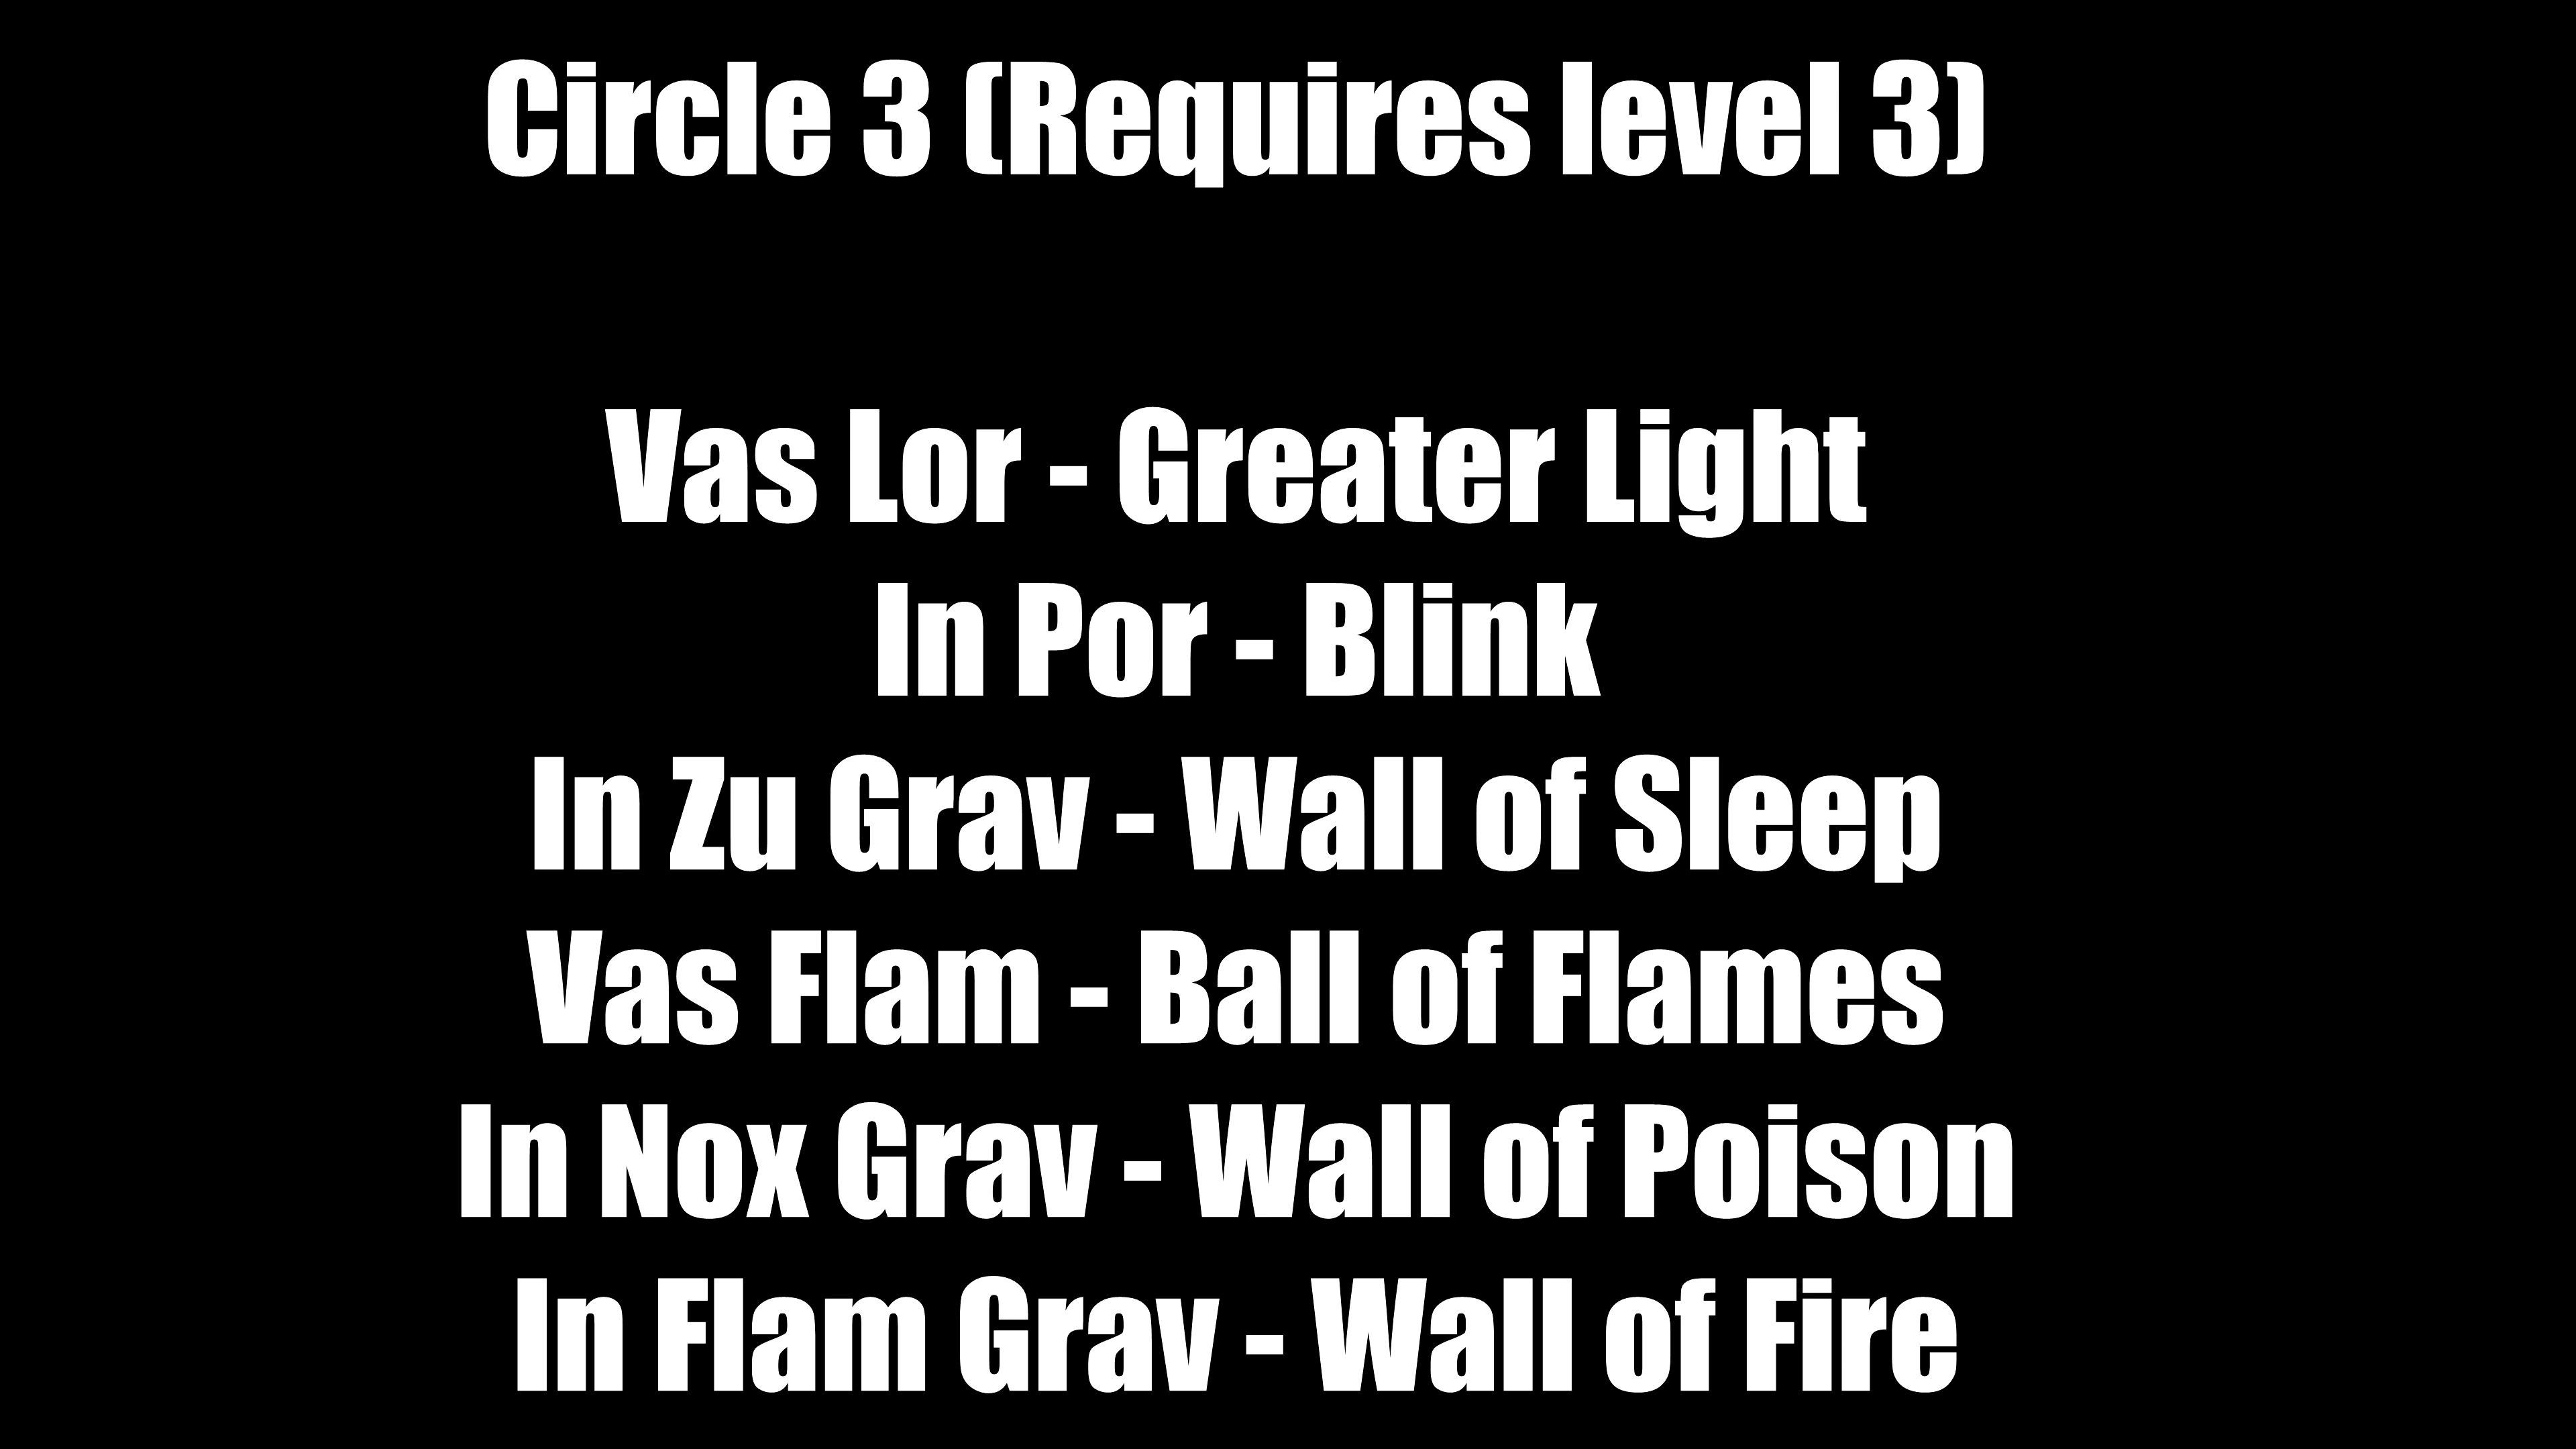 Circle 3 (Requires level 3)
Vas Lor - Greater Light
In Por - Blink
In Zu Grav - Wall of Sleep
Vas Flam - Ball of Flames
In Nox Grav - Wall of Poison
In Flam Grav - Wall of Fire